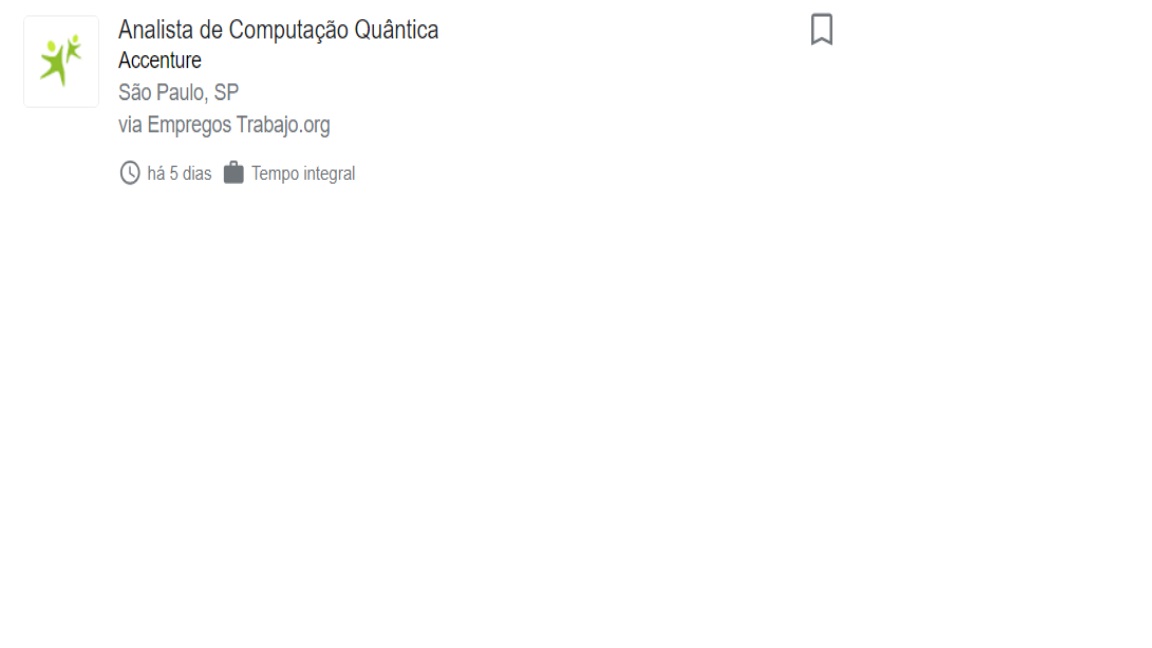 Analista de Computação Quântica
Accenture
São Paulo, SP
via Empregos Trabajo.org
há 5 dias Tempo integral